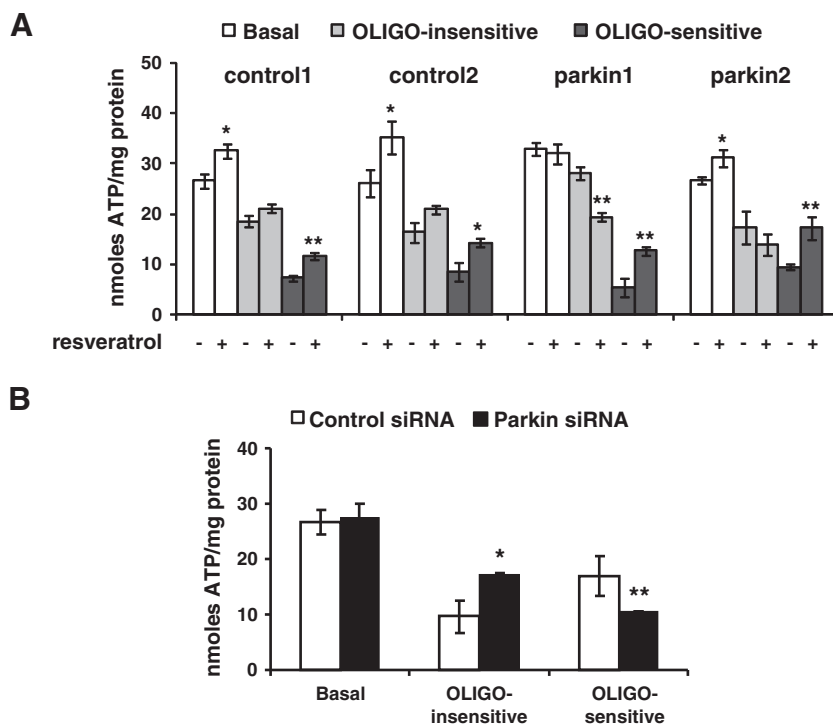 A
Basal OLIGO-insensitive OLIGO-sensitive
control1 control2 parkin1 parkin2
nmoles ATP/mg protein
50
40
30
20
10
0
* * ** * ** ** * **
resveratrol - + - + - + - + - + - + - + - + - + - + - + - +
B
Control siRNA Parkin siRNA
nmoles ATP/mg protein
40
30
20
10
0
* **
Basal OLIGO-insensitive OLIGO-sensitive